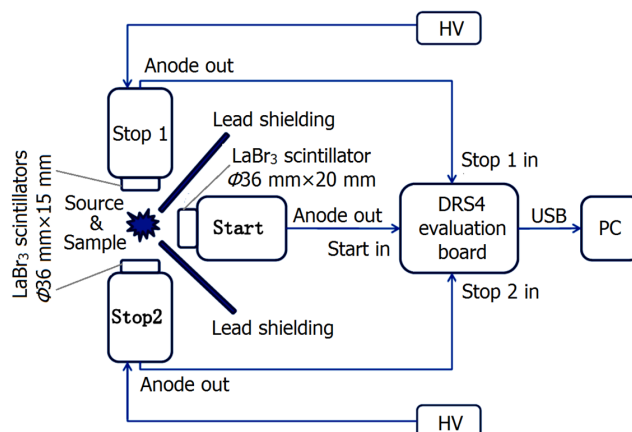 HV
Anode out
Stop 1
Lead shielding
LaBr₃ scintillator
Φ36 mm×20 mm
Stop 1 in
LaBr₃ scintillators
Φ36 mm×15 mm
Source
&
Sample
Start
Anode out
Start in
DRS4
evaluation
board
USB
PC
Stop2
Lead shielding
Stop 2 in
Anode out
HV